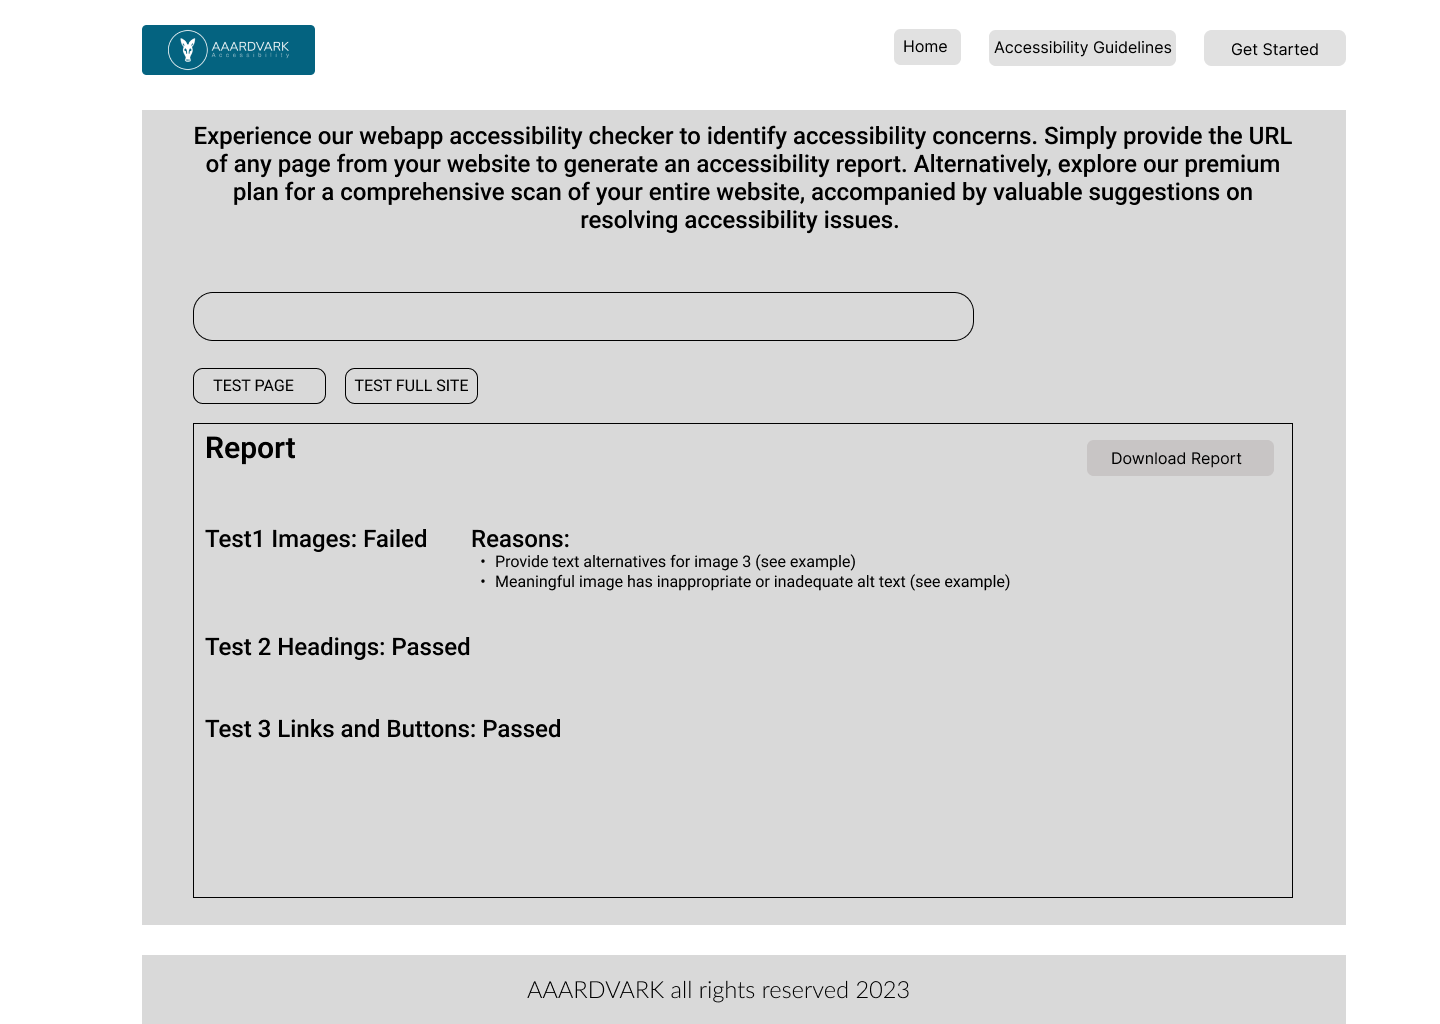 AAARDVARK
Accessibility
Home
Accessibility Guidelines
Get Started
Experience our webapp accessibility checker to identify accessibility concerns. Simply provide the URL
of any page from your website to generate an accessibility report. Alternatively, explore our premium
plan for a comprehensive scan of your entire website, accompanied by valuable suggestions on
resolving accessibility issues.
TEST PAGE
TEST FULL SITE
Report
Download Report
Test1 Images: Failed
Reasons:
• Provide text alternatives for image 3 (see example)
• Meaningful image has inappropriate or inadequate alt text (see example)
Test 2 Headings: Passed
Test 3 Links and Buttons: Passed
AAARDVARK all rights reserved 2023